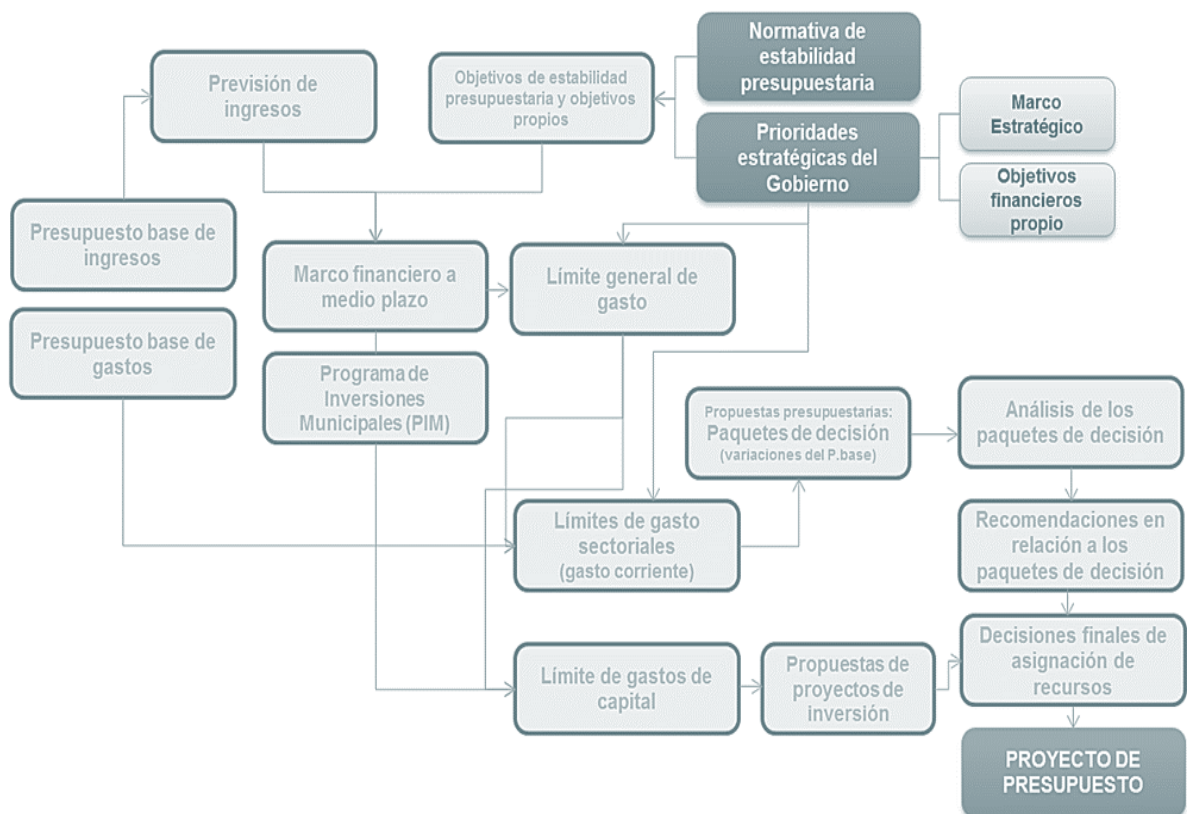 Normativa de
estabilidad
presupuestaria
Previsión de
ingresos
Objetivos de estabilidad
presupuestaria y objetivos
propios
Marco
Estratégico
Prioridades
estratégicas del
Gobierno
Objetivos
financieros
propio
Presupuesto base de
ingresos
Marco financiero a
medio plazo
Límite general de
gasto
Presupuesto base de
gastos
Programa de
Inversiones
Municipales (PIM)
Propuestas presupuestarias:
Paquetes de decisión
(variaciones del P.base)
Análisis de los
paquetes de decisión
Límites de gasto
sectoriales
(gasto corriente)
Recomendaciones en
relación a los
paquetes de decisión
Límite de gastos de
capital
Propuestas de
proyectos de
inversión
Decisiones finales de
asignación de
recursos
PROYECTO DE
PRESUPUESTO